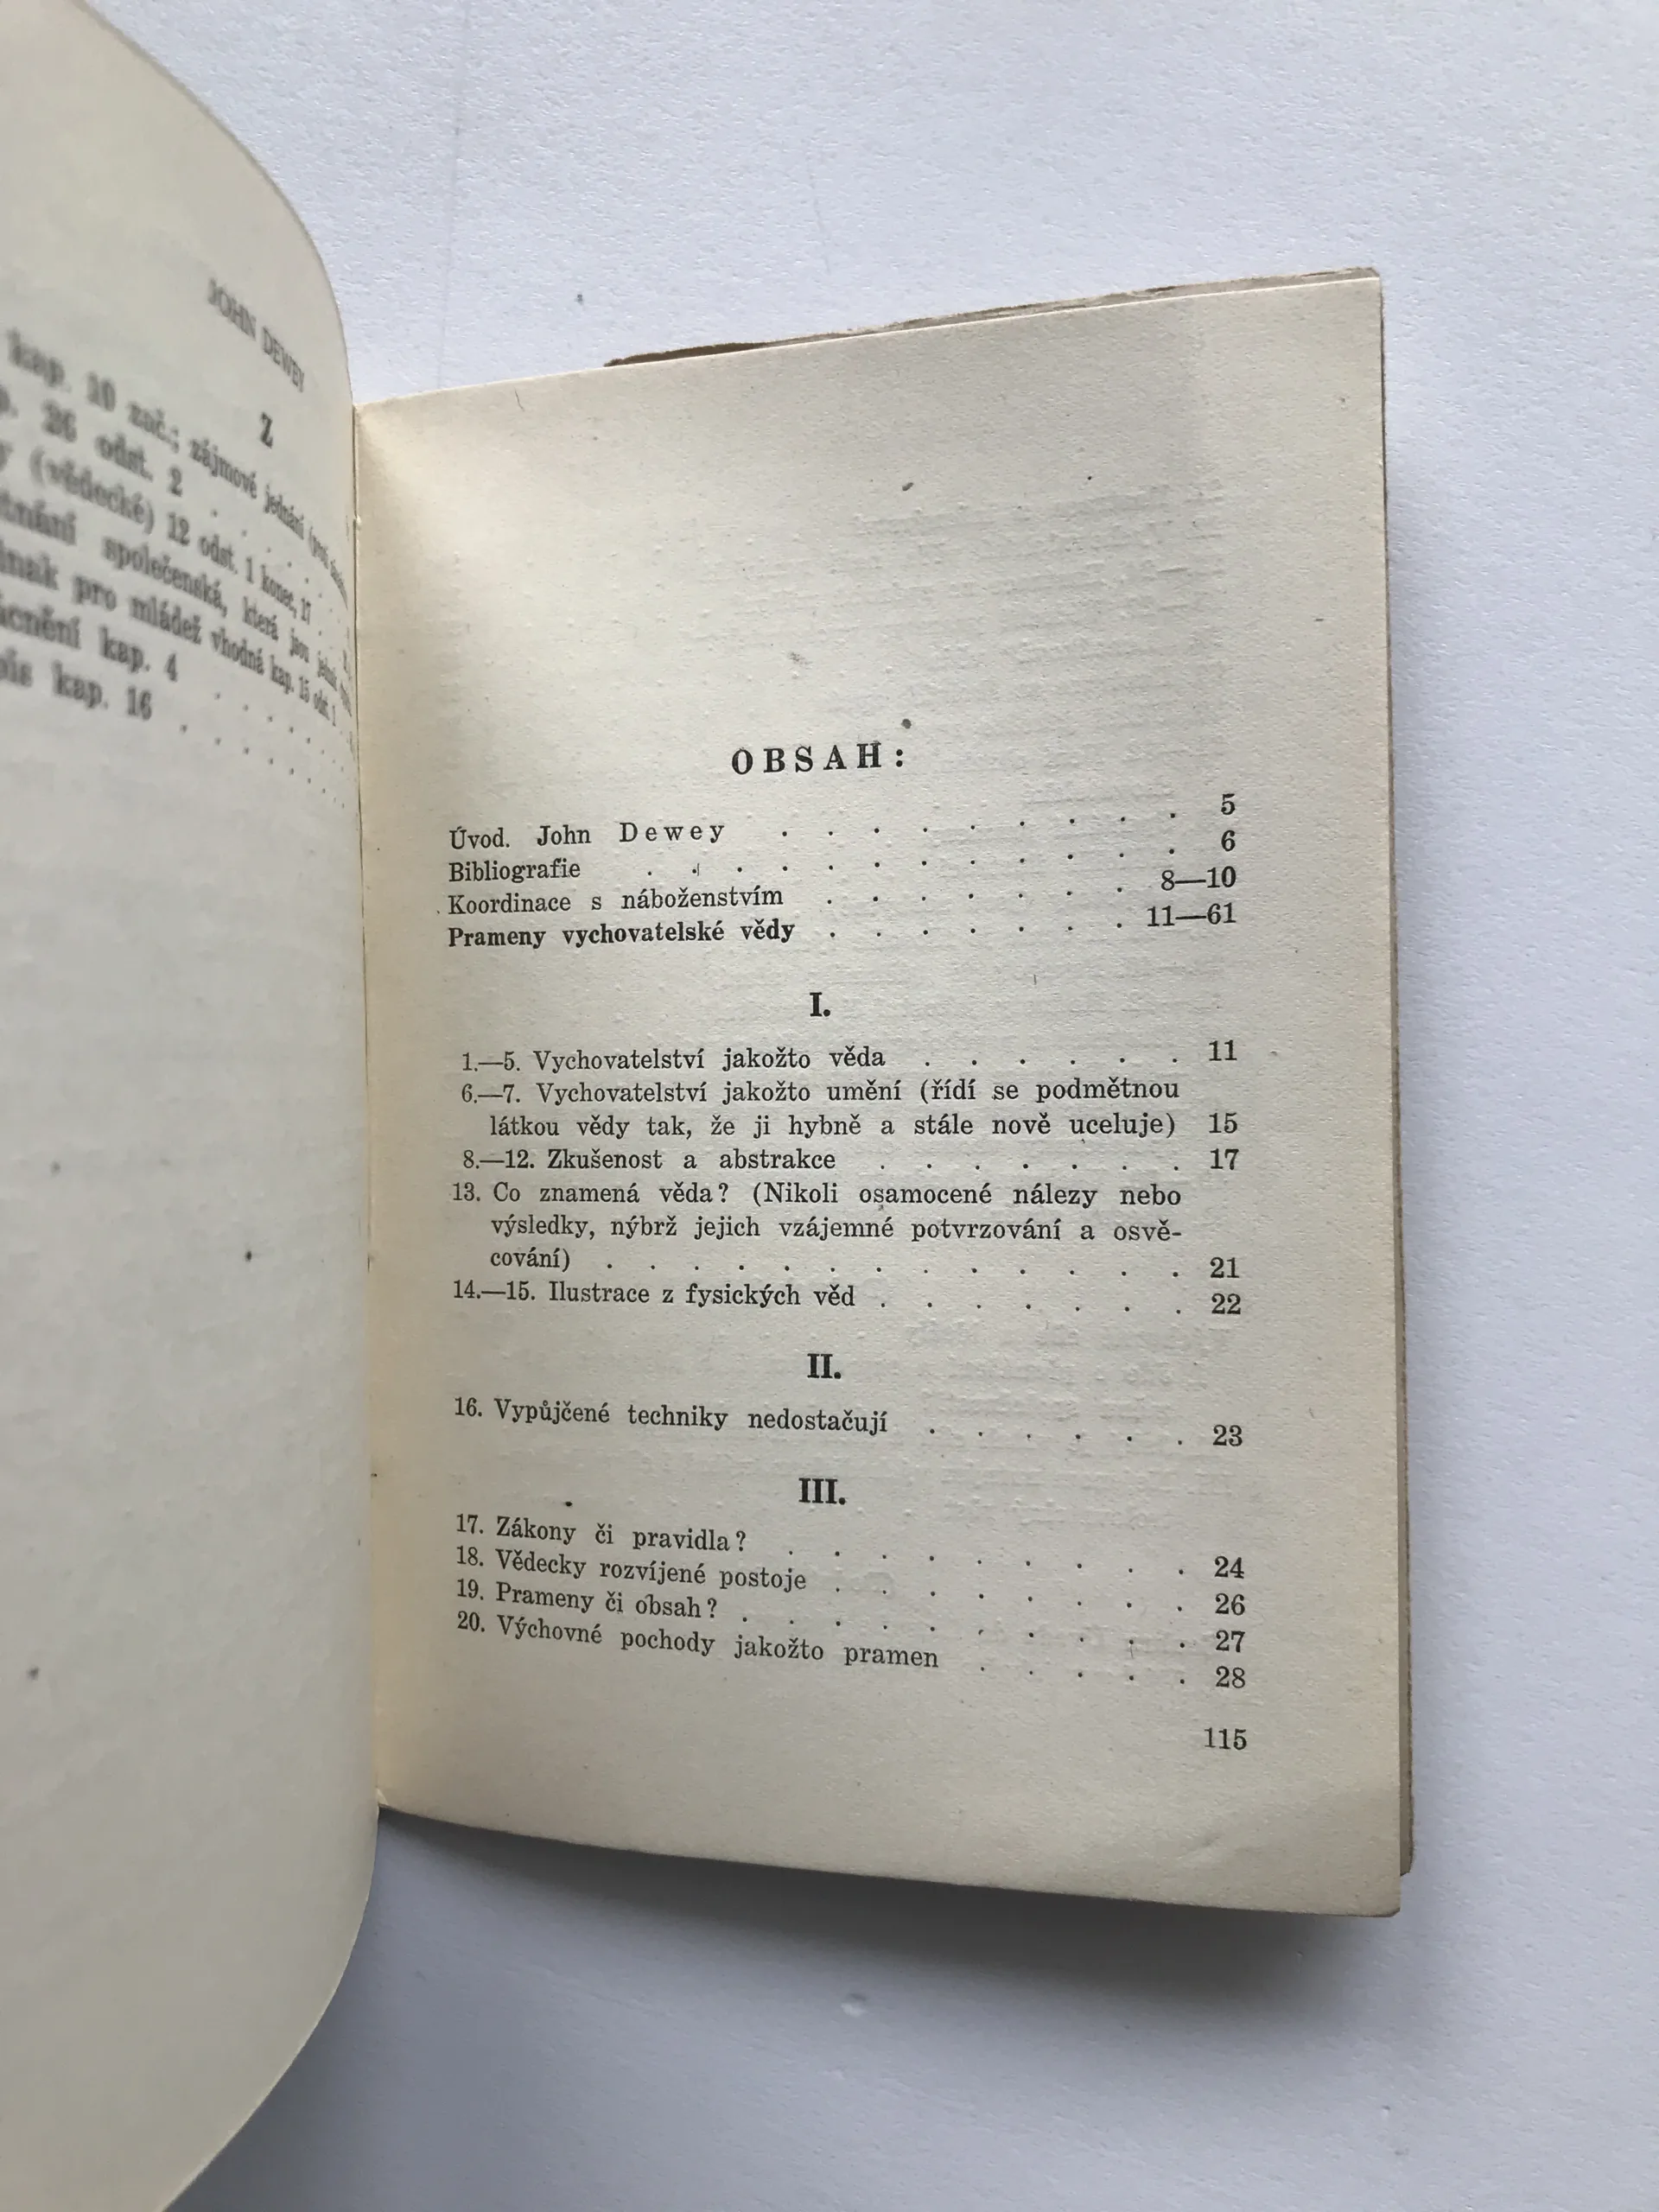 JOHN DEWEY
Z
kap. 10 zač.; zájmové jednání
26 odst. 2
(vědecké) 12 odst. 1 konec, 17
společenská, která jsou
pro mládež vhodná kap. 15 odst. 1
kap. 4
kap. 16
OBSAH:
Úvod. John Dewey . . . . . . . . . 5
Bibliografie . . . . . . . . . . . 6
Koordinace s náboženstvím . . . . . . . 8—10
Prameny vychovatelské vědy . . . . . . . 11—61
I.
1.—5. Vychovatelství jakožto věda . . . . . . 11
6.—7. Vychovatelství jakožto umění (řídí se podmětnou
látkou vědy tak, že ji hybně a stále nově uceluje) 15
8.—12. Zkušenost a abstrakce . . . . . . . 17
13. Co znamená věda? (Nikoli osamocené nálezy nebo
výsledky, nýbrž jejich vzájemné potvrzování a osvě-
cování) . . . . . . . . . . . . 21
14.—15. Ilustrace z fysických věd . . . . . . . 22
II.
16. Vypůjčené techniky nedostačují . . . . . . 23
III.
17. Zákony či pravidla? . . . . . . . . . 24
18. Vědecky rozvíjené postoje . . . . . . . . 26
19. Prameny či obsah? . . . . . . . . . . 27
20. Výchovné pochody jakožto pramen . . . . . 28
115